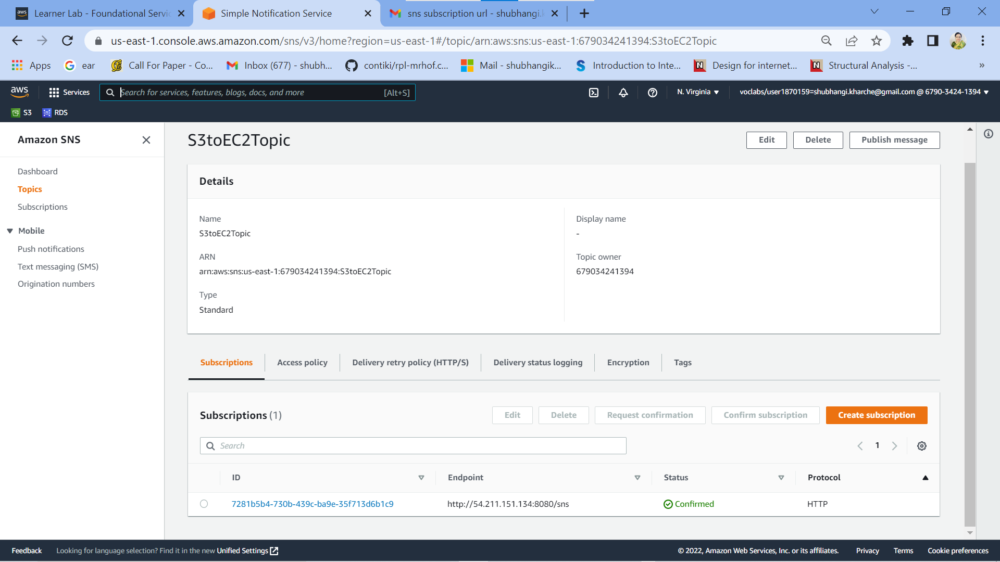 Learner Lab - Foundational Servic
Simple Notification Service
sns subscription url - shubhangi.k
us-east-1.console.aws.amazon.com/sns/v3/home?region=us-east-1#/topic/arn:aws:sns:us-east-1:679034241394:S3toEC2Topic
Apps
ear
Call For Paper - Co...
Inbox (677) - shubh...
contiki/rpl-mrhof.c...
Mail - shubhangik...
Introduction to Inte...
Design for internet...
Structural Analysis -...
»
aws
Services
Search for services, features, blogs, docs, and more
[Alt+S]
N. Virginia
voclabs/user1870159=shubhangi.kharche@gmail.com @ 6790-3424-1394
S3
RDS
Amazon SNS
Dashboard
Topics
Subscriptions
Mobile
Push notifications
Text messaging (SMS)
Origination numbers
S3toEC2Topic
Edit
Delete
Publish message
Details
Name
S3toEC2Topic
ARN
arn:aws:sns:us-east-1:679034241394:S3toEC2Topic
Type
Standard
Display name
-
Topic owner
679034241394
Subscriptions
Access policy
Delivery retry policy (HTTP/S)
Delivery status logging
Encryption
Tags
Subscriptions (1)
Edit
Delete
Request confirmation
Confirm subscription
Create subscription
Search
1
ID
Endpoint
Status
Protocol
7281b5b4-730b-439c-ba9e-35f713d6b1c9
http://54.211.151.134:8080/sns
Confirmed
HTTP
Feedback
Looking for language selection? Find it in the new Unified Settings
© 2022, Amazon Web Services, Inc. or its affiliates.
Privacy
Terms
Cookie preferences